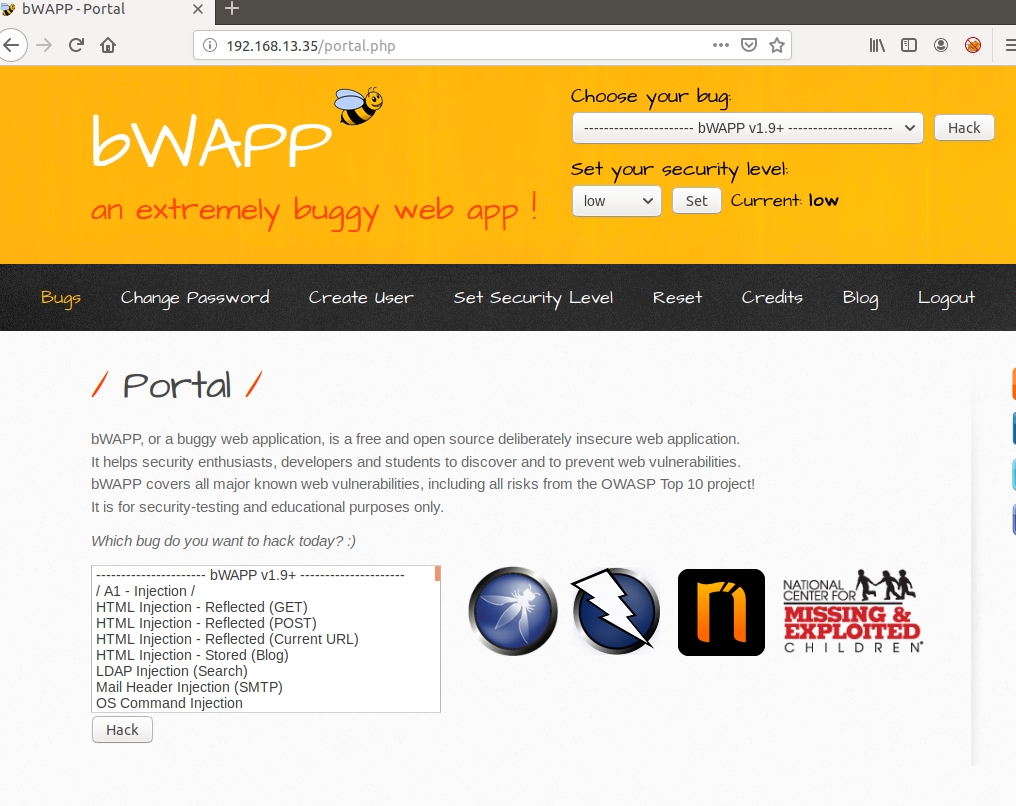 bWAPP - Portal
192.168.13.35/portal.php
bWAPP
an extremely buggy web app !
Choose your bug:
---------------------- bWAPP v1.9+ ---------------------
Hack
Set your security level:
low
Set
Current: low
Bugs
Change Password
Create User
Set Security Level
Reset
Credits
Blog
Logout
/ Portal /
bWAPP, or a buggy web application, is a free and open source deliberately insecure web application.
It helps security enthusiasts, developers and students to discover and to prevent web vulnerabilities.
bWAPP covers all major known web vulnerabilities, including all risks from the OWASP Top 10 project!
It is for security-testing and educational purposes only.
Which bug do you want to hack today? :)
---------------------- bWAPP v1.9+ ---------------------
/ A1 - Injection /
HTML Injection - Reflected (GET)
HTML Injection - Reflected (POST)
HTML Injection - Reflected (Current URL)
HTML Injection - Stored (Blog)
LDAP Injection (Search)
Mail Header Injection (SMTP)
OS Command Injection
Hack
NATIONAL
CENTER FOR
MISSING &
EXPLOITED
CHILDREN®